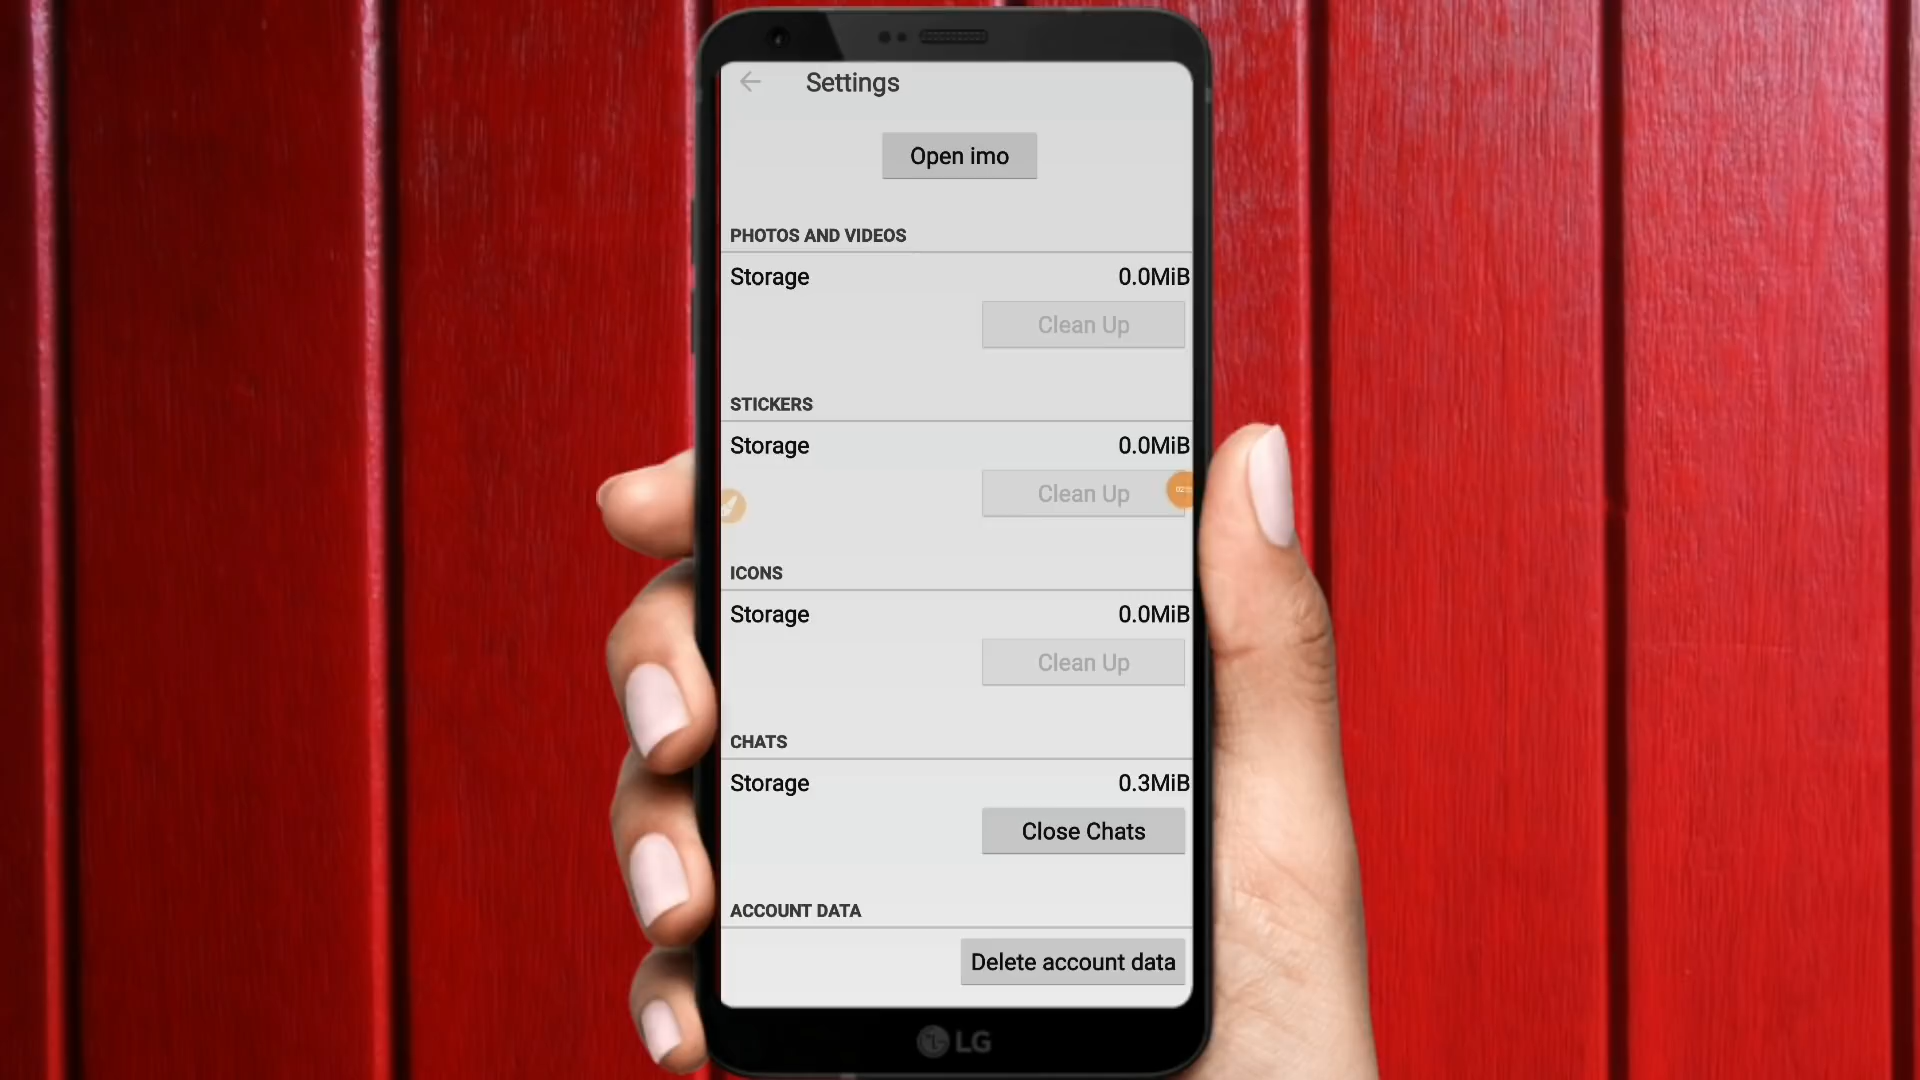 Settings
Open imo
PHOTOS AND VIDEOS
Storage 0.0MiB
Clean Up
STICKERS
Storage 0.0MiB
Clean Up
ICONS
Storage 0.0MiB
Clean Up
CHATS
Storage 0.3MiB
Close Chats
ACCOUNT DATA
Delete account data
LG